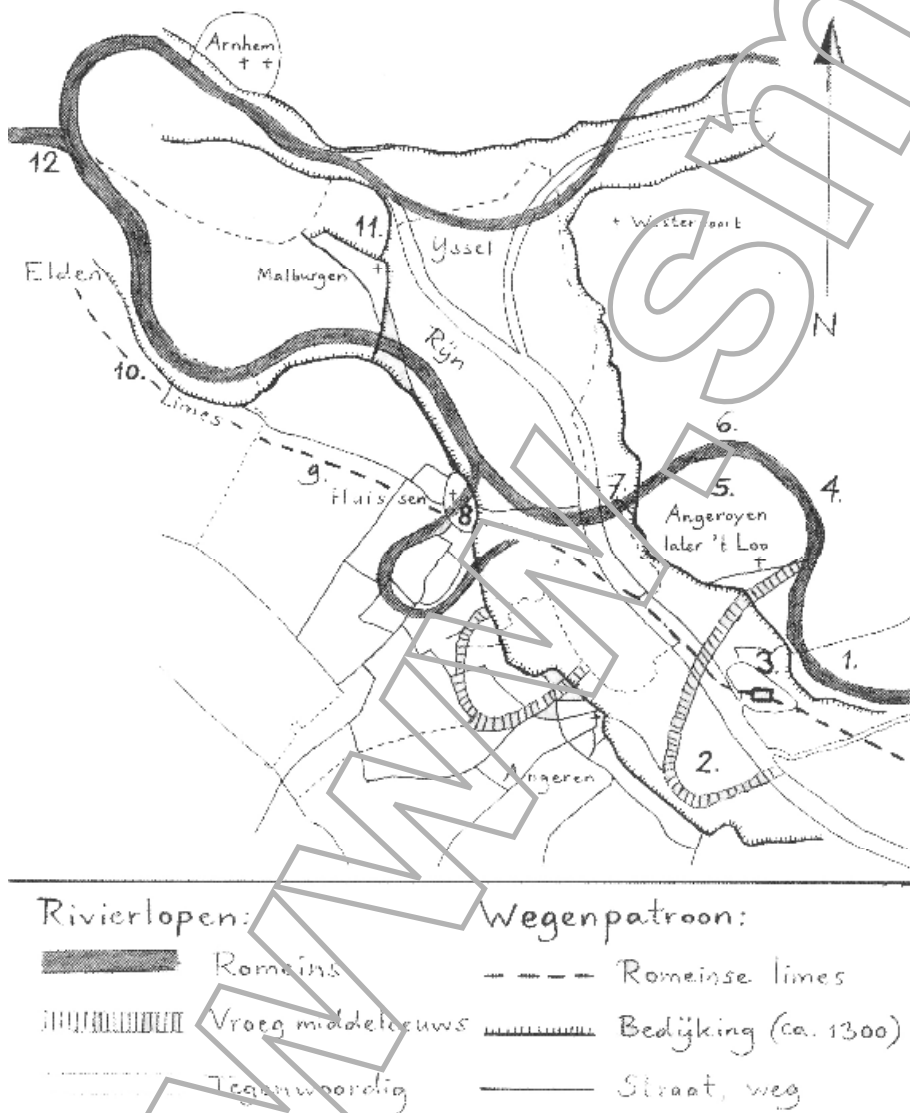 Arnhem
12
11.
Yssel
Westervoort
N
Elden
Malburgen
Rijn
10.
Limes
6.
9.
7.
5.
4.
Huissen
8
Angeroyen
later 't Loo
3.
1.
2.
Angeren
Rivierlopen:
Wegenpatroon:
Romeins
Romeinse limes
Vroeg middeleeuws
Bedijking (ca. 1300)
Tegenwoordig
Straat, weg